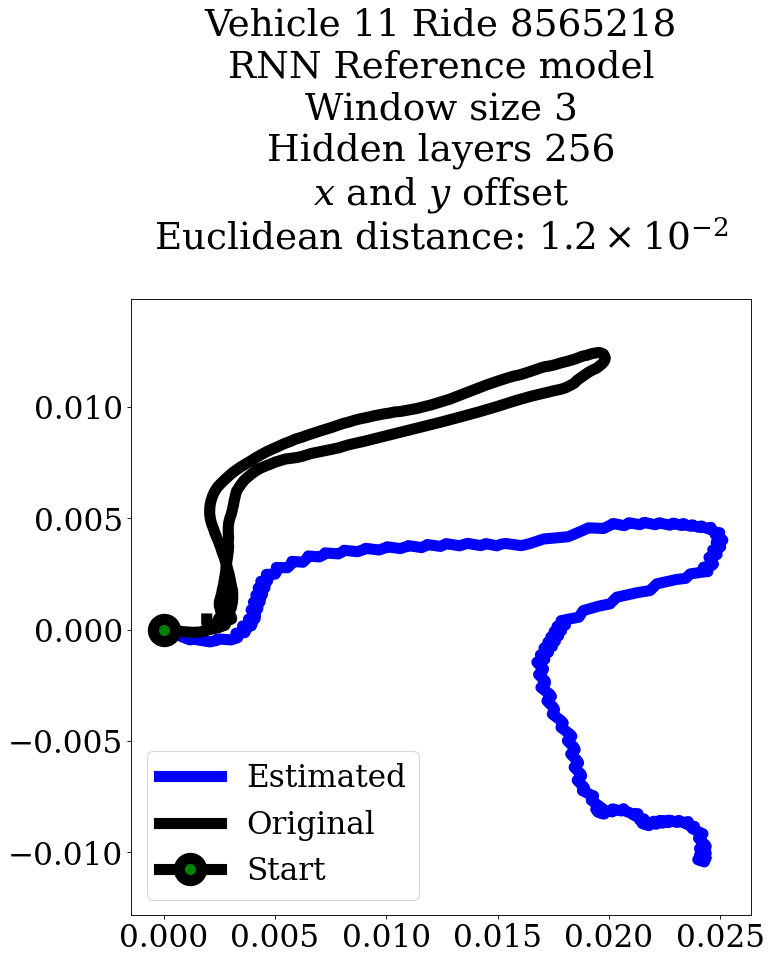 Vehicle 11 Ride 8565218
RNN Reference model
Window size 3
Hidden layers 256
x and y offset
Euclidean distance: 1.2 × 10⁻²
0.010
0.005
0.000
−0.005
−0.010
Estimated
Original
Start
0.000 0.005 0.010 0.015 0.020 0.025